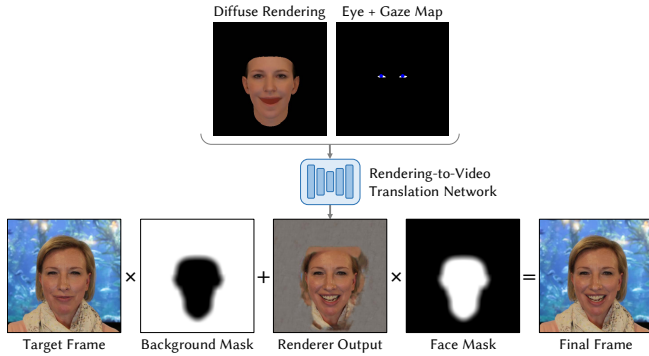 Diffuse Rendering
Eye + Gaze Map
Rendering-to-Video
Translation Network
× + × =
Target Frame
Background Mask
Renderer Output
Face Mask
Final Frame